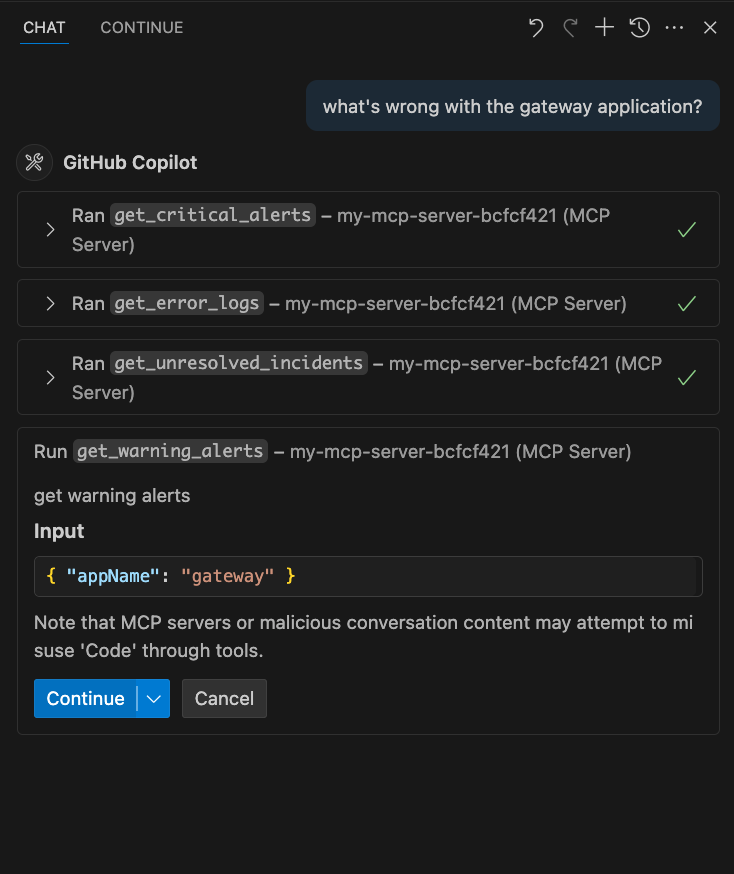 CHAT CONTINUE
what's wrong with the gateway application?
GitHub Copilot
Ran get_critical_alerts – my-mcp-server-bcfcf421 (MCP
Server)
Ran get_error_logs – my-mcp-server-bcfcf421 (MCP Server)
Ran get_unresolved_incidents – my-mcp-server-bcfcf421 (MCP
Server)
Run get_warning_alerts – my-mcp-server-bcfcf421 (MCP Server)
get warning alerts
Input
{ "appName": "gateway" }
Note that MCP servers or malicious conversation content may attempt to mi
suse 'Code' through tools.
Continue Cancel